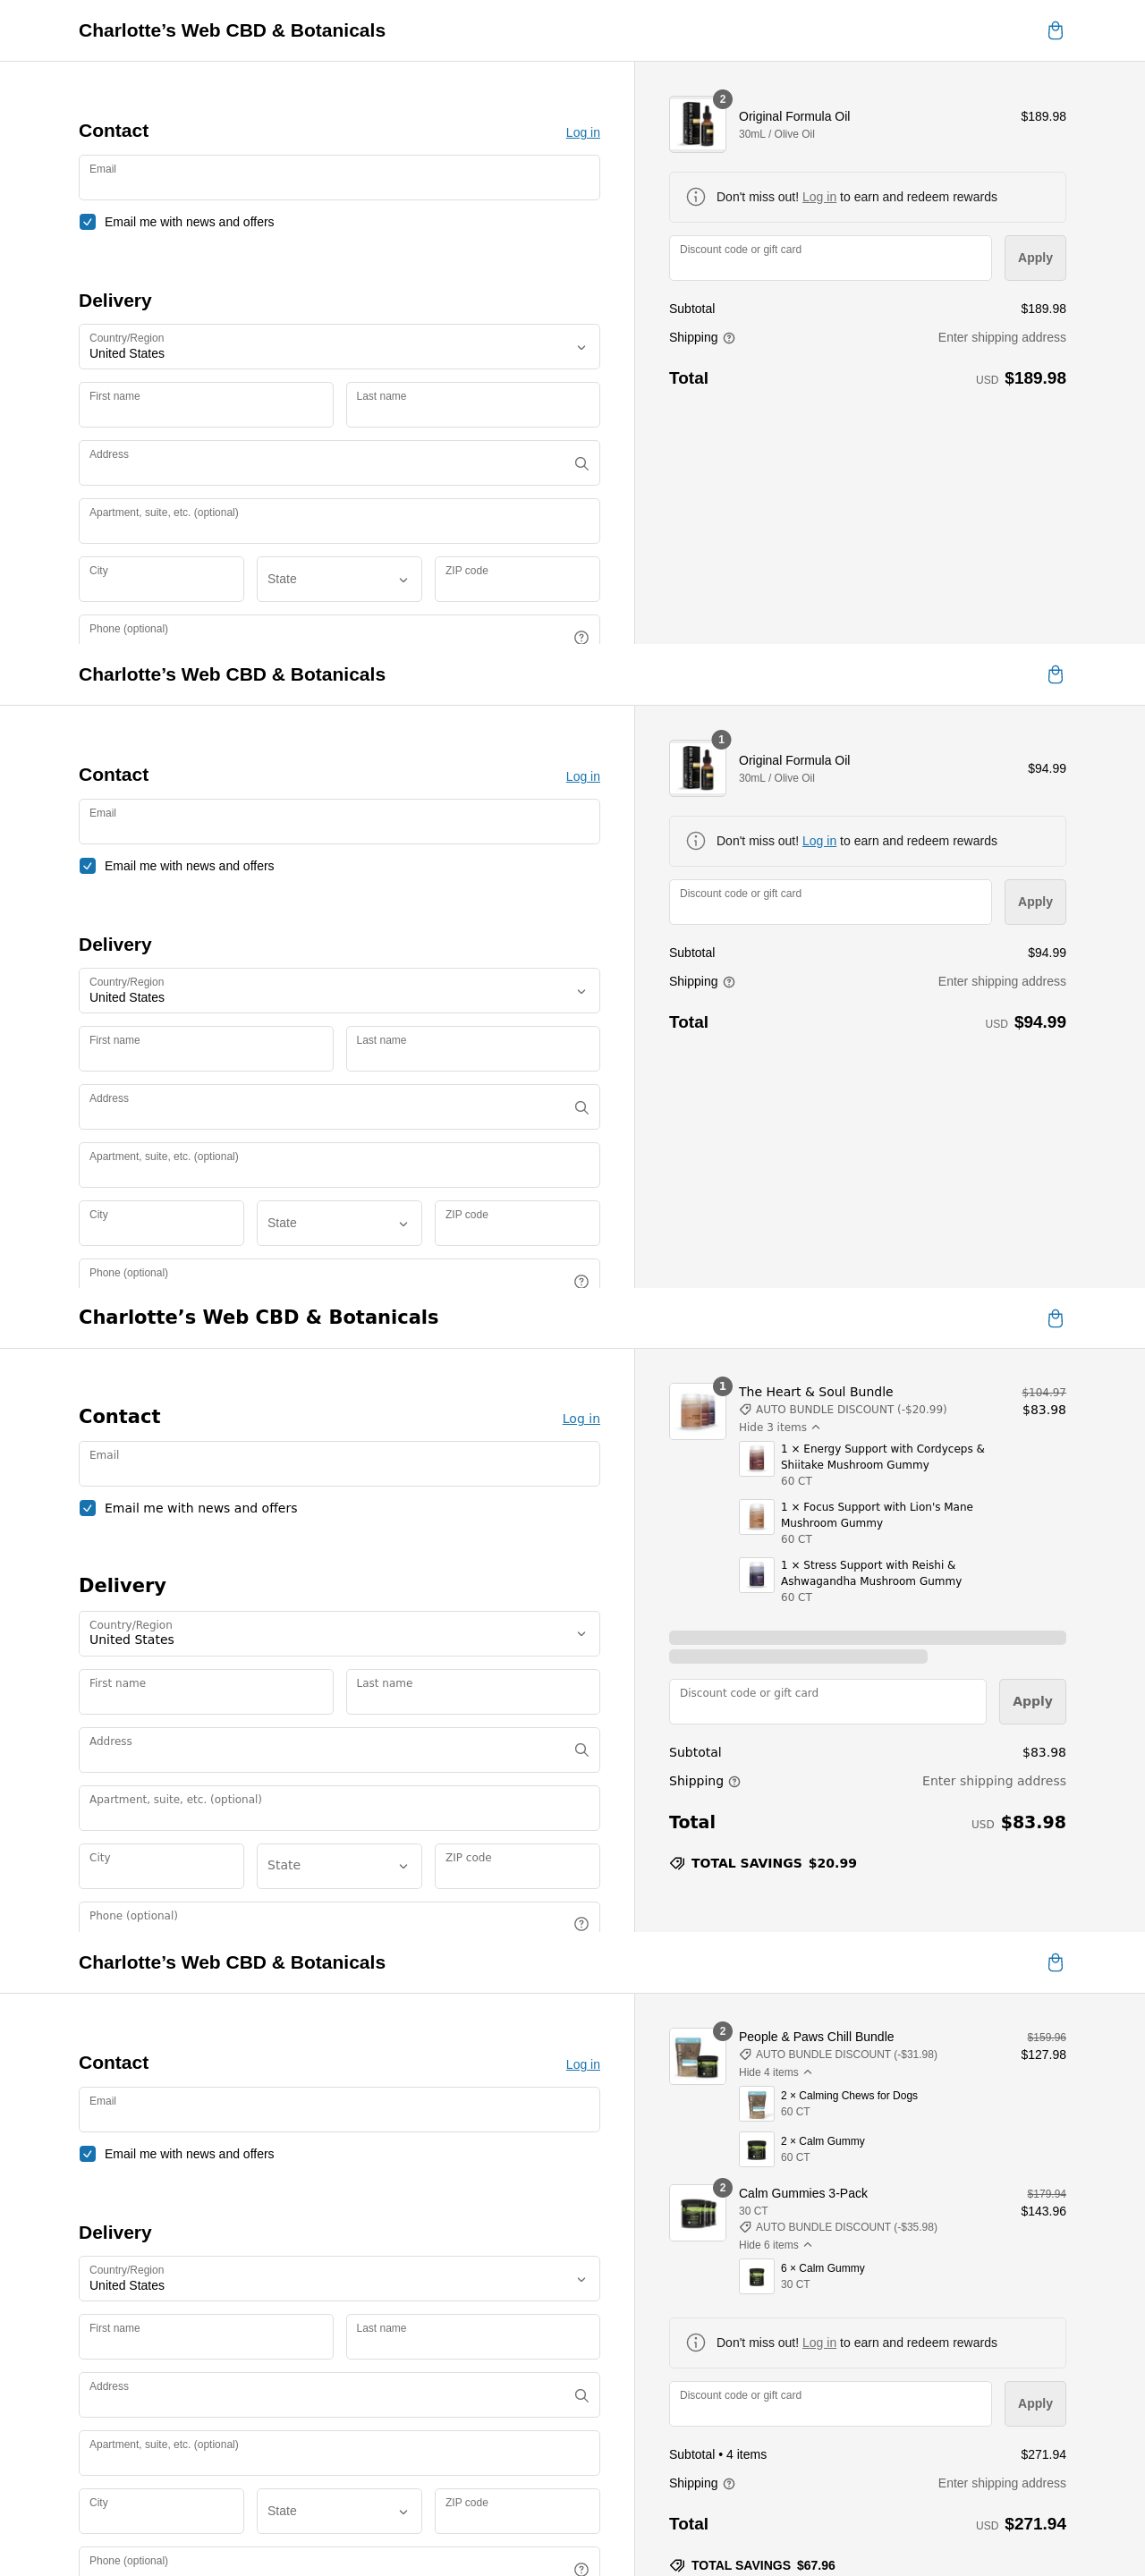 Charlotte’s Web CBD & Botanicals
Contact
Log in
Email
Email me with news and offers
Delivery
Country/Region
United States
First name
Last name
Address
Apartment, suite, etc. (optional)
City
State
ZIP code
Phone (optional)
2
Original Formula Oil
$189.98
30mL / Olive Oil
Don't miss out! Log in to earn and redeem rewards
Discount code or gift card
Apply
Subtotal
$189.98
Shipping
Enter shipping address
Total
USD $189.98
Charlotte’s Web CBD & Botanicals
Contact
Log in
Email
Email me with news and offers
Delivery
Country/Region
United States
First name
Last name
Address
Apartment, suite, etc. (optional)
City
State
ZIP code
Phone (optional)
1
Original Formula Oil
30mL / Olive Oil
$94.99
Don't miss out! Log in to earn and redeem rewards
Discount code or gift card
Apply
Subtotal
$94.99
Shipping
Enter shipping address
Total
USD $94.99
Charlotte’s Web CBD & Botanicals
Contact
Log in
Email
Email me with news and offers
Delivery
Country/Region
United States
First name
Last name
Address
Apartment, suite, etc. (optional)
City
State
ZIP code
Phone (optional)
1
The Heart & Soul Bundle
$104.97
AUTO BUNDLE DISCOUNT (-$20.99)
$83.98
Hide 3 items
1 × Energy Support with Cordyceps &
Shiitake Mushroom Gummy
60 CT
1 × Focus Support with Lion's Mane
Mushroom Gummy
60 CT
1 × Stress Support with Reishi &
Ashwagandha Mushroom Gummy
60 CT
Discount code or gift card
Apply
Subtotal
$83.98
Shipping
Enter shipping address
Total
USD $83.98
TOTAL SAVINGS $20.99
Charlotte’s Web CBD & Botanicals
Contact
Log in
Email
Email me with news and offers
Delivery
Country/Region
United States
First name
Last name
Address
Apartment, suite, etc. (optional)
City
State
ZIP code
Phone (optional)
2
People & Paws Chill Bundle
$159.96
AUTO BUNDLE DISCOUNT (-$31.98)
$127.98
Hide 4 items
2 × Calming Chews for Dogs
60 CT
2 × Calm Gummy
60 CT
2
Calm Gummies 3-Pack
$179.94
30 CT
$143.96
AUTO BUNDLE DISCOUNT (-$35.98)
Hide 6 items
6 × Calm Gummy
30 CT
Don't miss out! Log in to earn and redeem rewards
Discount code or gift card
Apply
Subtotal • 4 items
$271.94
Shipping
Enter shipping address
Total
USD $271.94
TOTAL SAVINGS $67.96